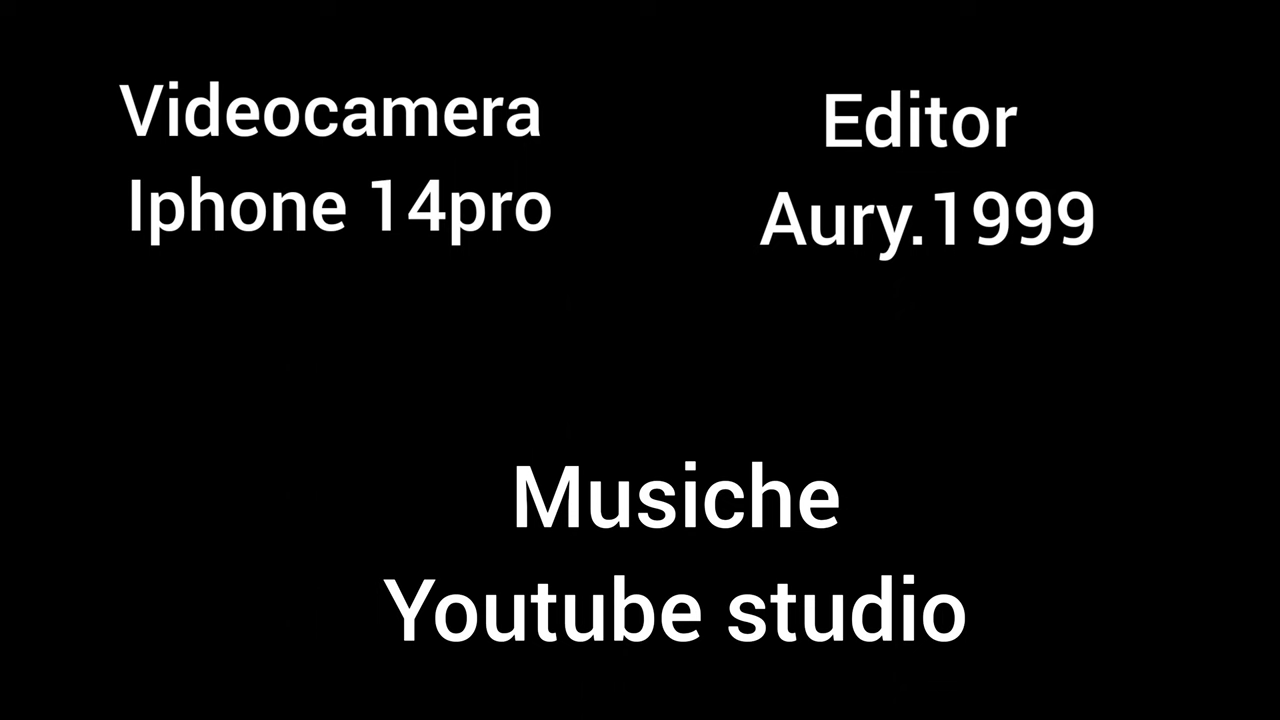 Videocamera
Iphone 14pro
Editor
Aury.1999
Musiche
Youtube studio